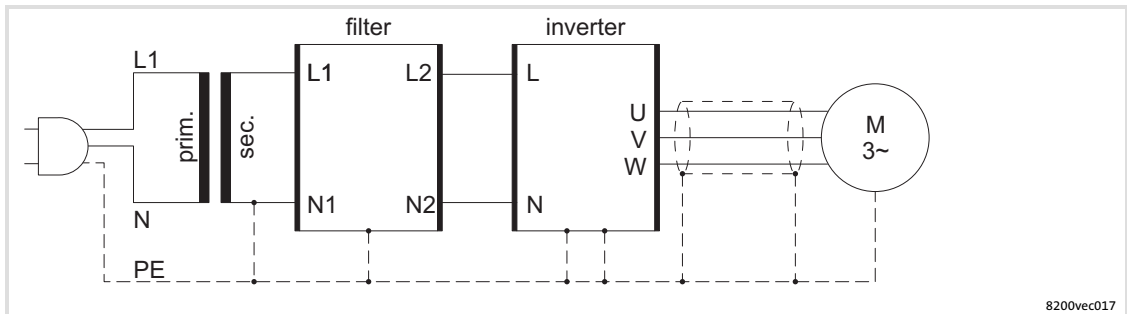 filter
inverter
L1
L1
L2
L
prim.
sec.
U
V
W
M
3~
N
N1
N2
N
PE
8200vec017